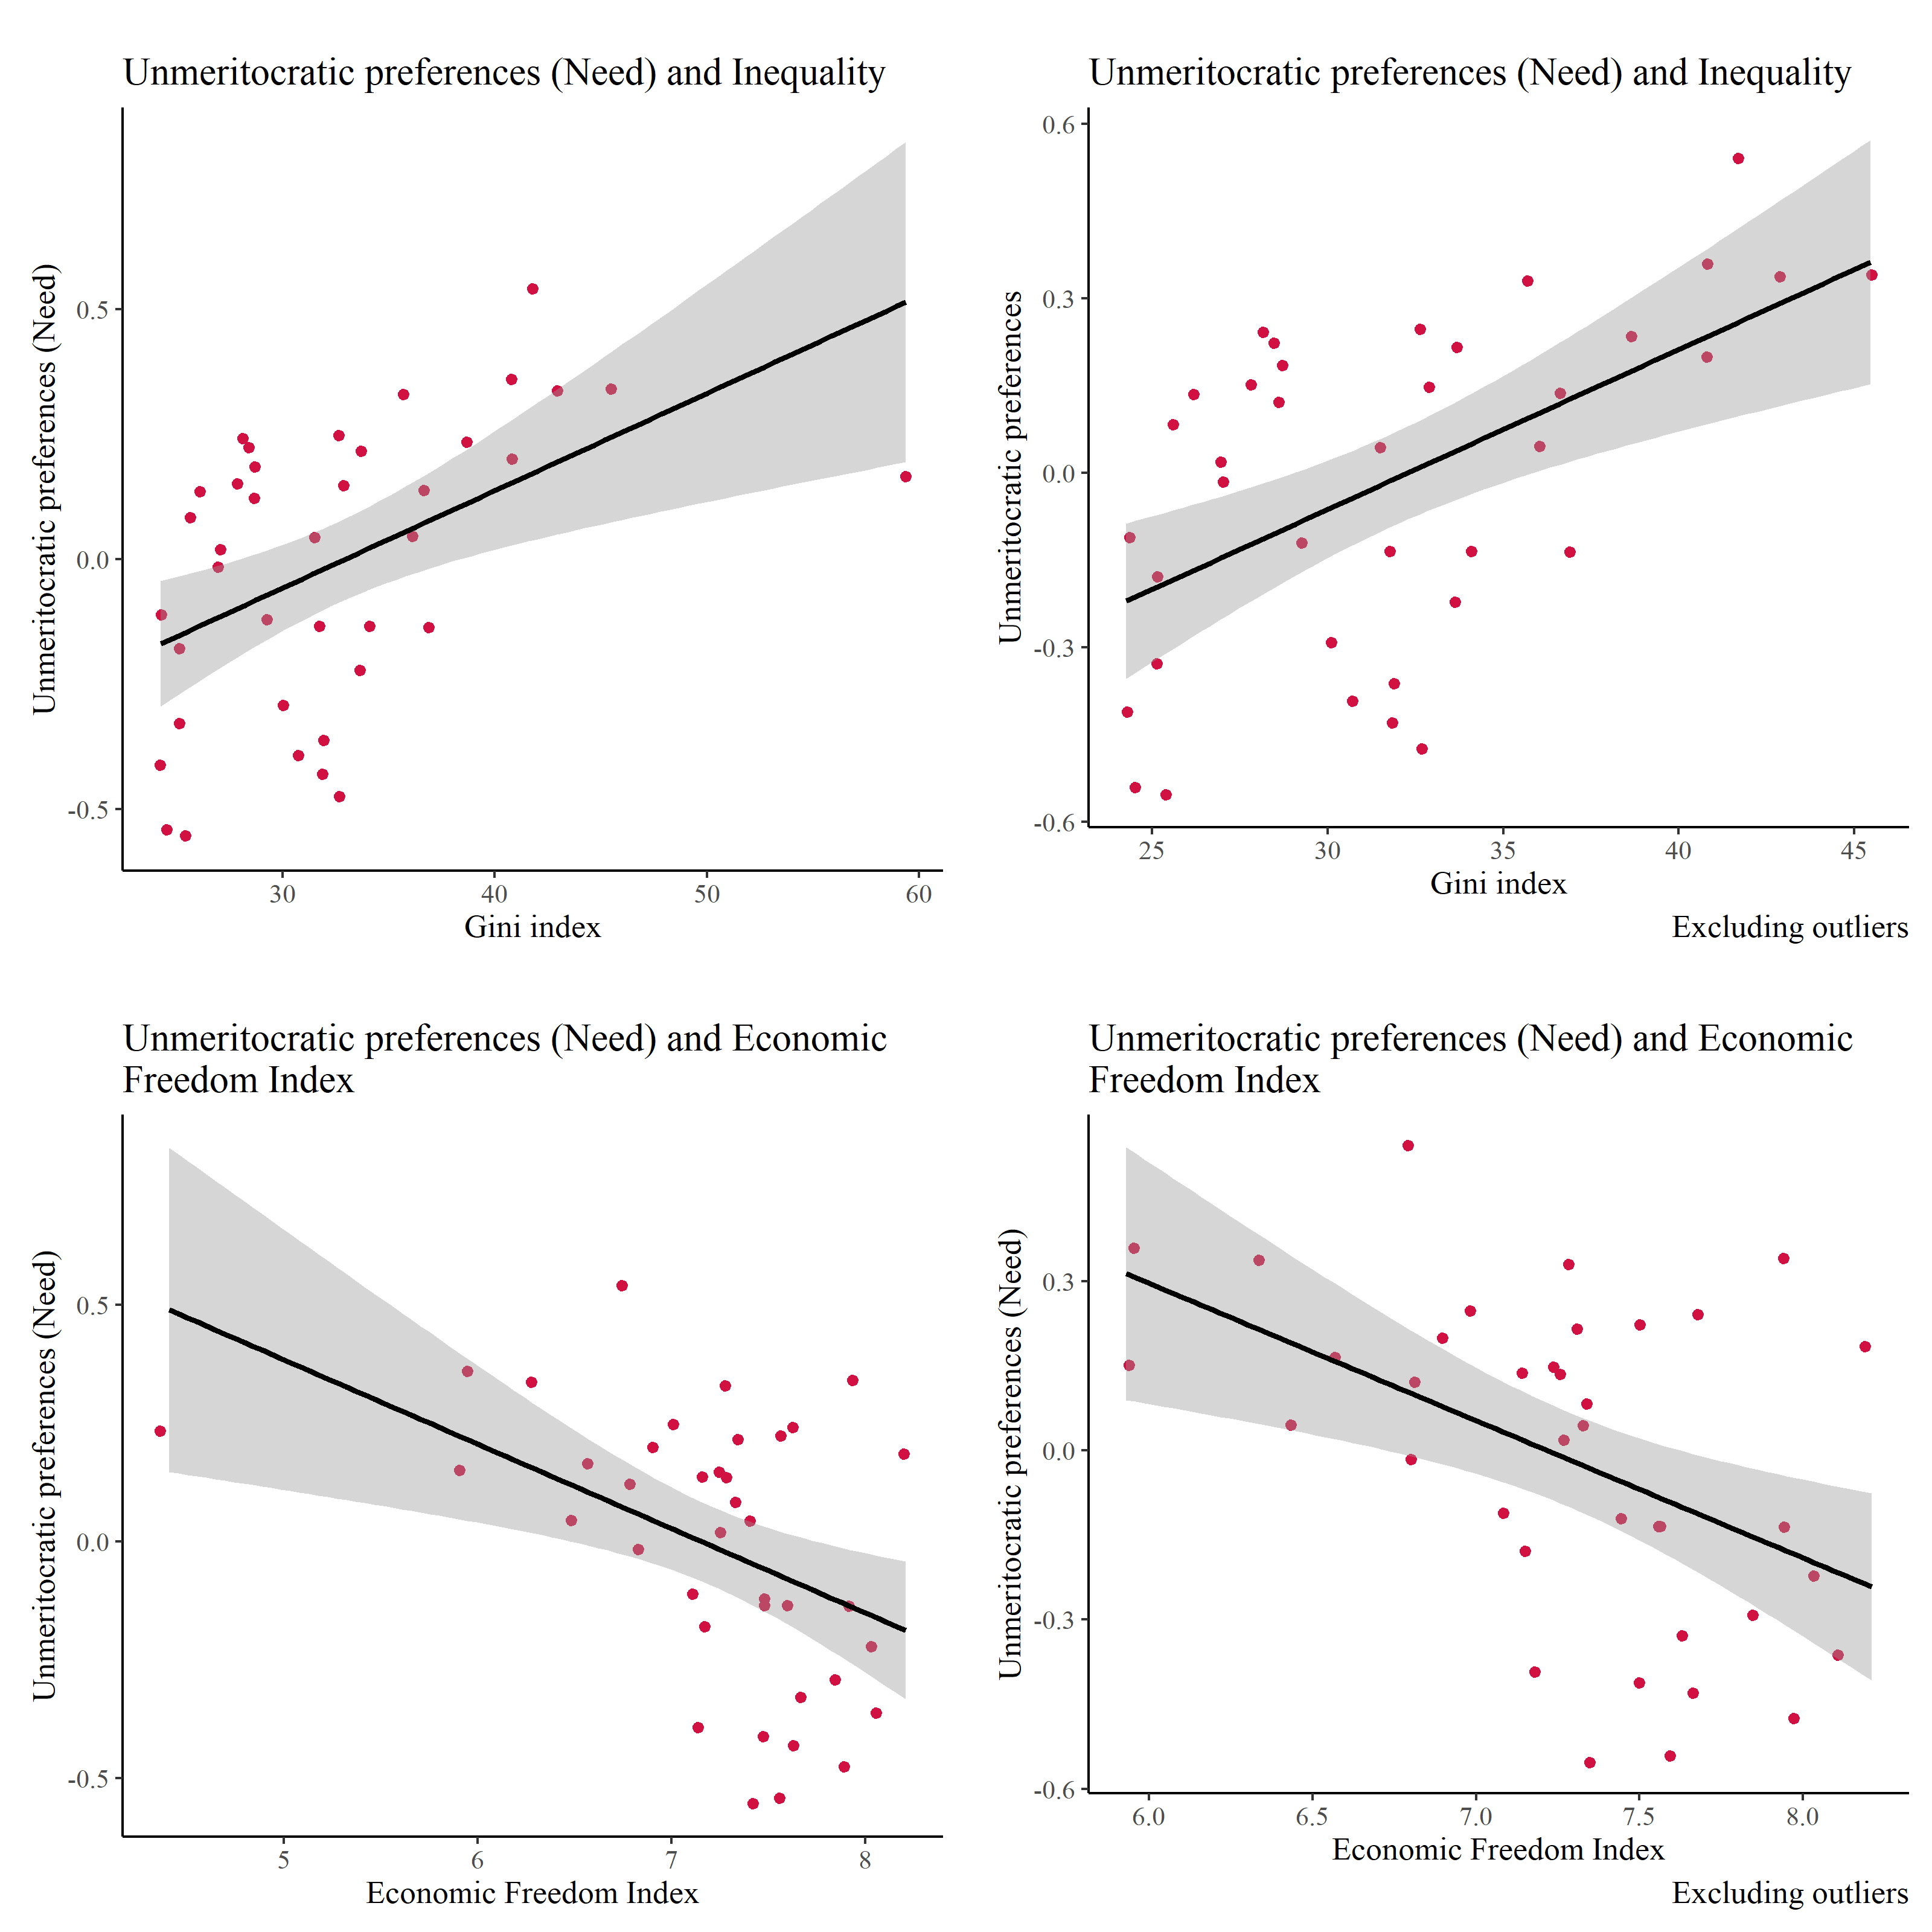 Unmeritocratic preferences (Need) and Inequality
Unmeritocratic preferences (Need)
0.5
0.0
-0.5
30 40 50 60
Gini index
Unmeritocratic preferences (Need) and Inequality
Unmeritocratic preferences
0.6
0.3
0.0
-0.3
-0.6
25 30 35 40 45
Gini index
Excluding outliers
Unmeritocratic preferences (Need) and Economic
Freedom Index
Unmeritocratic preferences (Need)
0.5
0.0
-0.5
5 6 7 8
Economic Freedom Index
Unmeritocratic preferences (Need) and Economic
Freedom Index
Unmeritocratic preferences (Need)
0.3
0.0
-0.3
-0.6
6.0 6.5 7.0 7.5 8.0
Economic Freedom Index
Excluding outliers